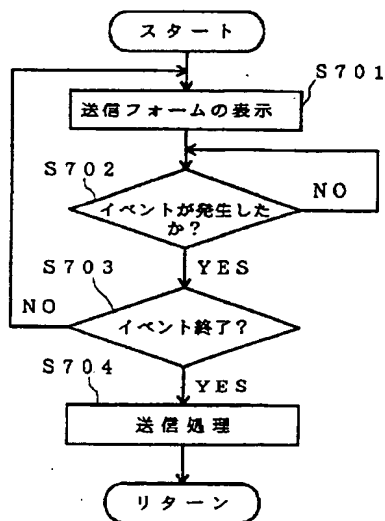 スタート
S701
送信フォームの表示
S702
イベントが発生した
か?
NO
YES
S703
NO
イベント終了?
YES
S704
送信処理
リターン